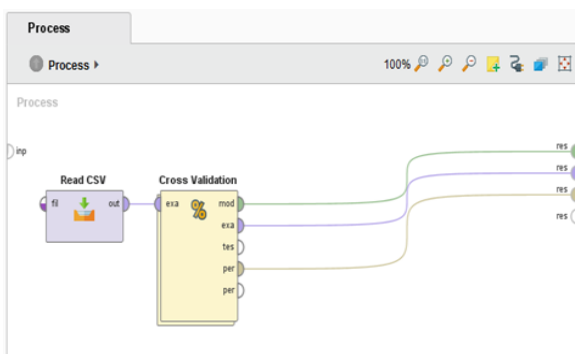 Process
Process
100%
Process
inp
res
res
res
res
Read CSV
fil
out
Cross Validation
exa
%
mod
exa
tes
per
per